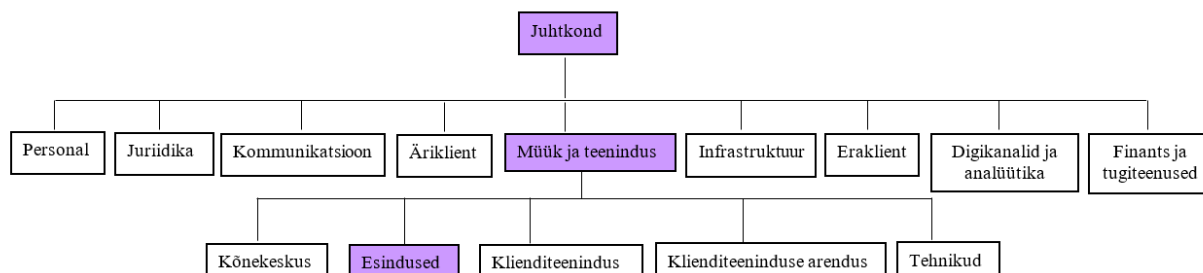 Juhtkond
Personal
Juriidika
Kommunikatsioon
Äriklient
Müük ja teenindus
Infrastruktuur
Eraklient
Digikanalid ja
analüütika
Finants ja
tugiteenused
Kõnekeskus
Esindused
Klienditeenindus
Klienditeeninduse arendus
Tehnikud